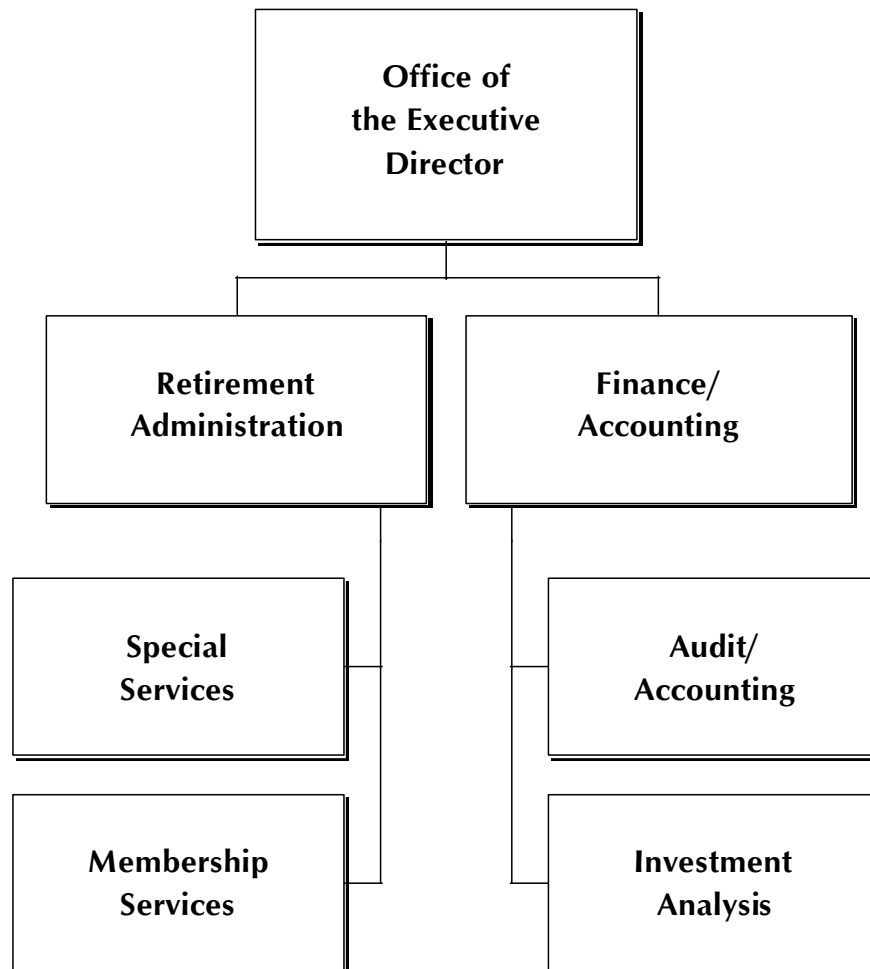 Office of
the Executive
Director
Retirement
Administration
Finance/
Accounting
Special
Services
Audit/
Accounting
Membership
Services
Investment
Analysis